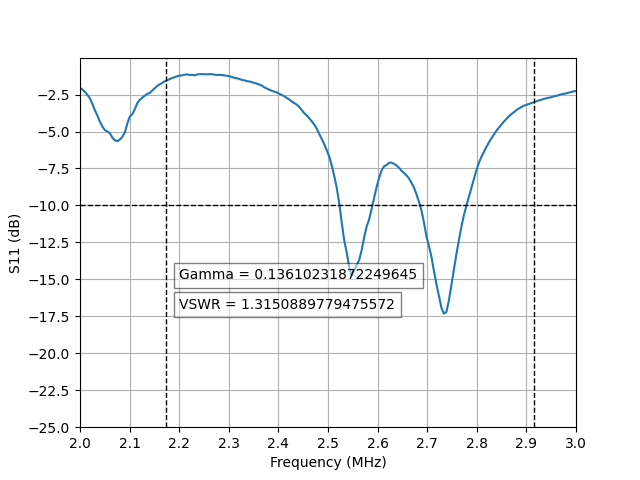 −2.5
−5.0
−7.5
−10.0
−12.5
−15.0
−17.5
−20.0
−22.5
−25.0
S11 (dB)
Gamma = 0.13610231872249645
VSWR = 1.3150889779475572
2.0 2.1 2.2 2.3 2.4 2.5 2.6 2.7 2.8 2.9 3.0
Frequency (MHz)